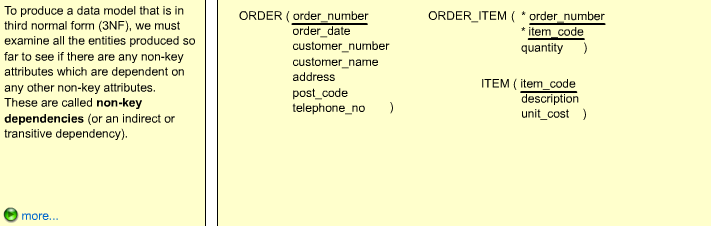 To produce a data model that is in
third normal form (3NF), we must
examine all the entities produced so
far to see if there are any non-key
attributes which are dependent on
any other non-key attributes.
These are called non-key
dependencies (or an indirect or
transitive dependency).
more...
ORDER ( order_number
order_date
customer_number
customer_name
address
post_code
telephone_no )
ORDER_ITEM ( * order_number
* item_code
quantity )
ITEM ( item_code
description
unit_cost )